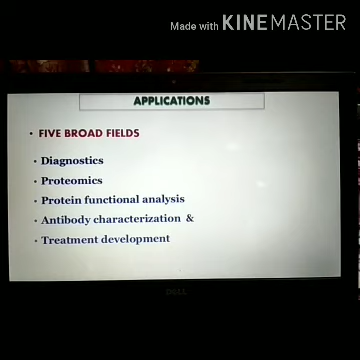 Made with KINEMASTER
APPLICATIONS
• FIVE BROAD FIELDS
• Diagnostics
• Proteomics
• Protein functional analysis
• Antibody characterization &
• Treatment development
DELL